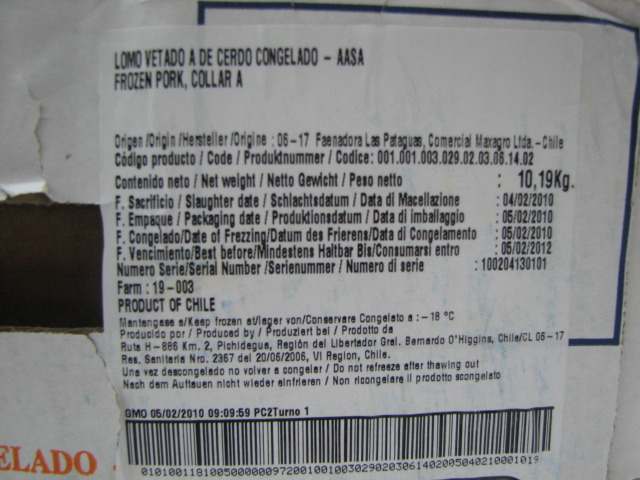 LOMO VETADO A DE CERDO CONGELADO - AASA
FROZEN PORK, COLLAR A
Origen /Origin /Hersteller /Origine : 06-17 Faenadora Las Pataguas, Comercial Maxagro Ltda.-Chile
Código producto / Code / Produktnummer / Codice: 001.001.003.029.02.03.06.14.02
Contenido neto / Net weight / Netto Gewicht / Peso netto : 10,19Kg.
F. Sacrificio / Slaughter date / Schlachtsdatum / Data di Macellazione : 04/02/2010
F. Empaque / Packaging date / Produktionsdatum / Data di imballaggio : 05/02/2010
F. Congelado/Date of Frezzing/Datum des Frierens/Data di Congelamento : 05/02/2010
F. Vencimiento/Best before/Mindestens Haltbar Bis/Consumarsi entro : 05/02/2012
Numero Serie/Serial Number / Serienummer / Numero di serie : 100204130101
Farm : 19-003
PRODUCT OF CHILE
Mantengase a/Keep frozen at/lager von/Conservare Congelato a : -18 °C
Producido por / Produced by / Produziert bei / Prodotto da
Ruta H-886 Km. 2, Pichidegua, Región del Libertador Gral. Bernardo O'Higgins, Chile/CL 06-17
Res. Sanitaria Nro. 2367 del 20/06/2006, VI Region, Chile.
Una vez descongelado no volver a congelar / Do not refreeze after thawing out
Nach dem Auftauen nicht wieder einfrieren / Non ricongelare il prodotto scongelato
GMO 05/02/2010 09:09:59 PC2Turno 1
ELADO